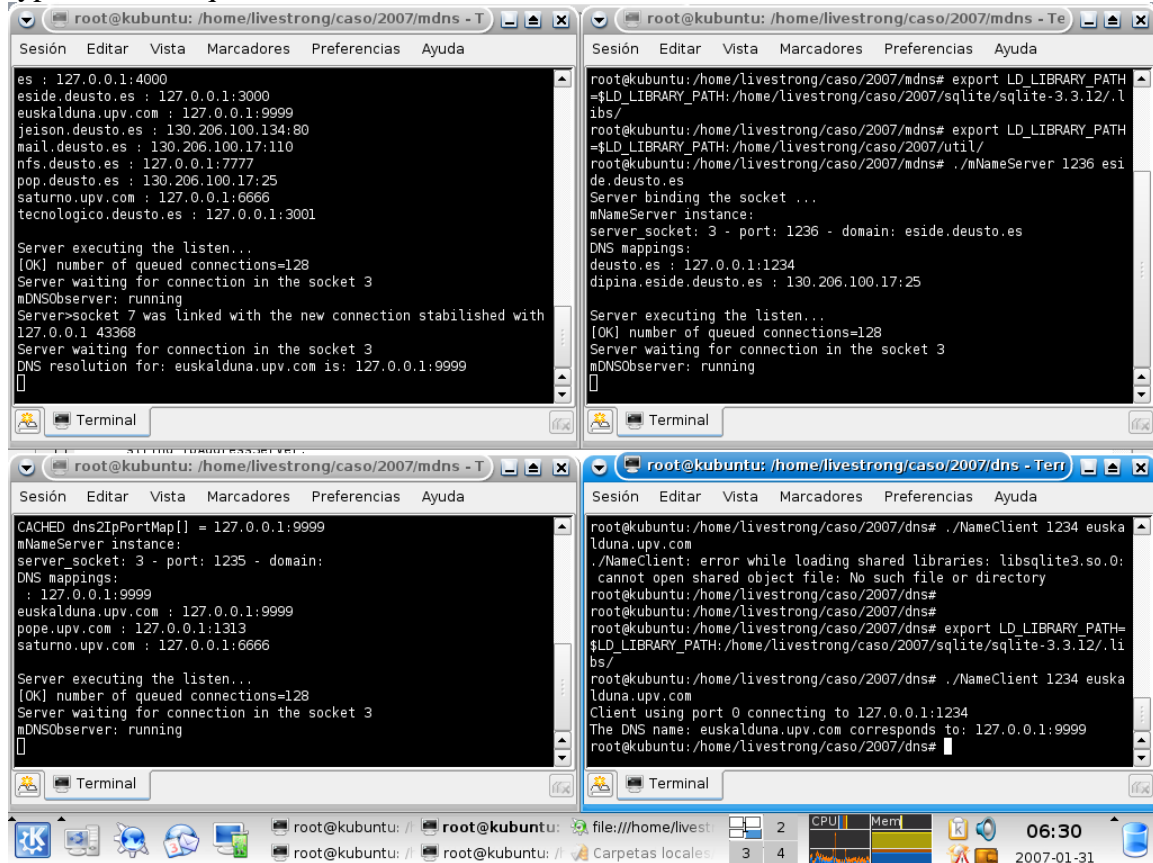 root@kubuntu: /home/livestrong/caso/2007/mdns - T
Sesión Editar Vista Marcadores Preferencias Ayuda
es : 127.0.0.1:4000
eside.deusto.es : 127.0.0.1:3000
euskalduna.upv.com : 127.0.0.1:9999
jeison.deusto.es : 130.206.100.134:80
mail.deusto.es : 130.206.100.17:110
nfs.deusto.es : 127.0.0.1:7777
pop.deusto.es : 130.206.100.17:25
saturno.upv.com : 127.0.0.1:6666
tecnologico.deusto.es : 127.0.0.1:3001
Server executing the listen...
[OK] number of queued connections=128
Server waiting for connection in the socket 3
mDNSObserver: running
Server>socket 7 was linked with the new connection stabilished with
127.0.0.1 43368
Server waiting for connection in the socket 3
DNS resolution for: euskalduna.upv.com is: 127.0.0.1:9999
Terminal
root@kubuntu: /home/livestrong/caso/2007/mdns - Te
Sesión Editar Vista Marcadores Preferencias Ayuda
root@kubuntu:/home/livestrong/caso/2007/mdns# export LD_LIBRARY_PATH
=$LD_LIBRARY_PATH:/home/livestrong/caso/2007/sqlite/sqlite-3.3.12/.l
ibs/
root@kubuntu:/home/livestrong/caso/2007/mdns# export LD_LIBRARY_PATH
=$LD_LIBRARY_PATH:/home/livestrong/caso/2007/util/
root@kubuntu:/home/livestrong/caso/2007/mdns# ./mNameServer 1236 esi
de.deusto.es
Server binding the socket ...
mNameServer instance:
server_socket: 3 - port: 1236 - domain: eside.deusto.es
DNS mappings:
deusto.es : 127.0.0.1:1234
dipina.eside.deusto.es : 130.206.100.17:25
Server executing the listen...
[OK] number of queued connections=128
Server waiting for connection in the socket 3
mDNSObserver: running
Terminal
root@kubuntu: /home/livestrong/caso/2007/mdns - T
Sesión Editar Vista Marcadores Preferencias Ayuda
CACHED dns2IpPortMap[] = 127.0.0.1:9999
mNameServer instance:
server_socket: 3 - port: 1235 - domain:
DNS mappings:
: 127.0.0.1:9999
euskalduna.upv.com : 127.0.0.1:9999
pope.upv.com : 127.0.0.1:1313
saturno.upv.com : 127.0.0.1:6666
Server executing the listen...
[OK] number of queued connections=128
Server waiting for connection in the socket 3
mDNSObserver: running
Terminal
root@kubuntu: /home/livestrong/caso/2007/dns - Terr
Sesión Editar Vista Marcadores Preferencias Ayuda
root@kubuntu:/home/livestrong/caso/2007/dns# ./NameClient 1234 euska
lduna.upv.com
./NameClient: error while loading shared libraries: libsqlite3.so.0:
cannot open shared object file: No such file or directory
root@kubuntu:/home/livestrong/caso/2007/dns#
root@kubuntu:/home/livestrong/caso/2007/dns#
root@kubuntu:/home/livestrong/caso/2007/dns# export LD_LIBRARY_PATH=
$LD_LIBRARY_PATH:/home/livestrong/caso/2007/sqlite/sqlite-3.3.12/.li
bs/
root@kubuntu:/home/livestrong/caso/2007/dns# ./NameClient 1234 euska
lduna.upv.com
Client using port 0 connecting to 127.0.0.1:1234
The DNS name: euskalduna.upv.com corresponds to: 127.0.0.1:9999
root@kubuntu:/home/livestrong/caso/2007/dns#
Terminal
root@kubuntu: / root@kubuntu: file:///home/livest 2 CPU Mem 06:30
root@kubuntu: / root@kubuntu: / Carpetas locales 3 4 2007-01-31